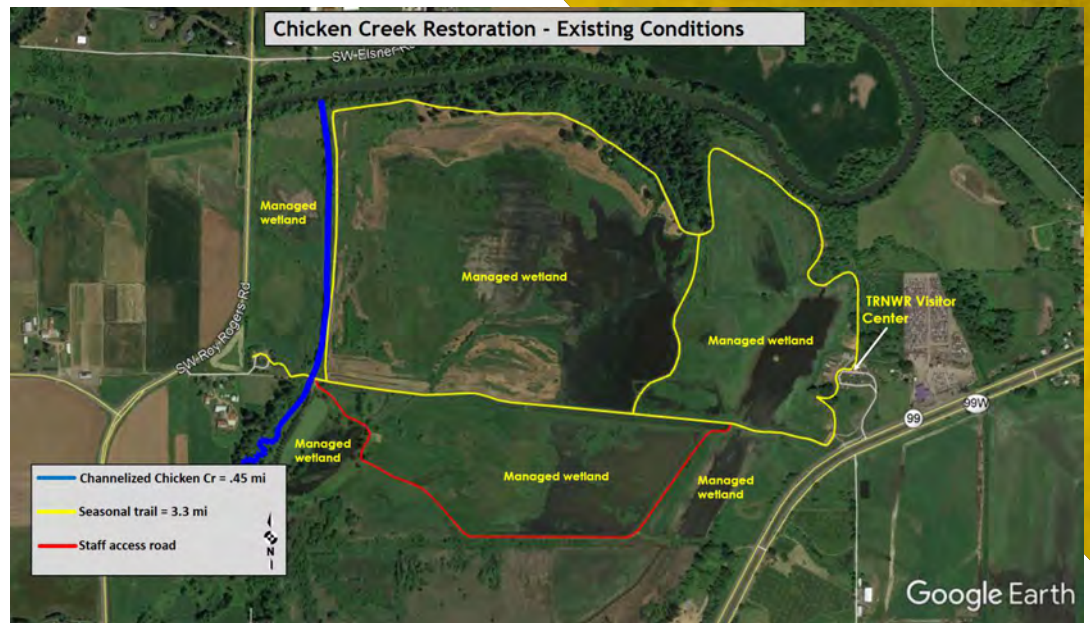 Chicken Creek Restoration - Existing Conditions
SW Elsner Rd
Managed
wetland
Managed wetland
TRNWR Visitor
Center
SW Roy Rogers Rd
Managed wetland
99
99W
Managed
wetland
Managed wetland
Managed
wetland
Channelized Chicken Cr = .45 mi
Seasonal trail = 3.3 mi
Staff access road
N
Google Earth